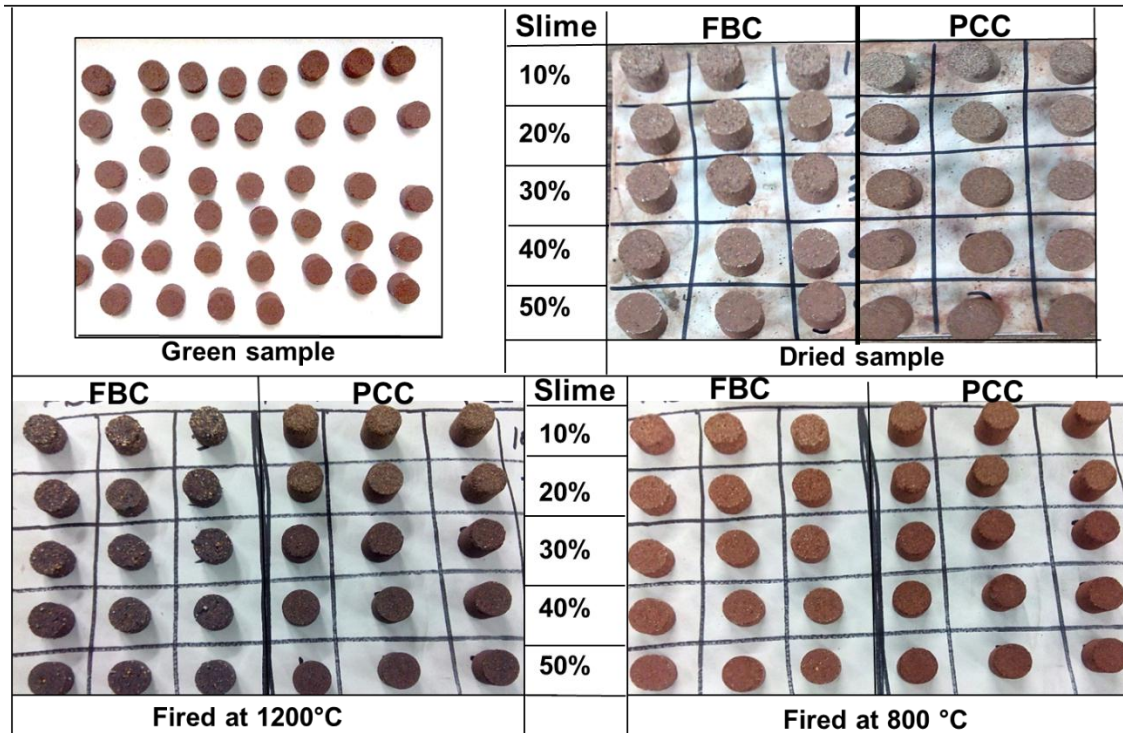 Slime FBC PCC
10%
20%
30%
40%
50%
Green sample
Dried sample
FBC PCC Slime FBC PCC
10%
20%
30%
40%
50%
Fired at 1200°C
Fired at 800 °C